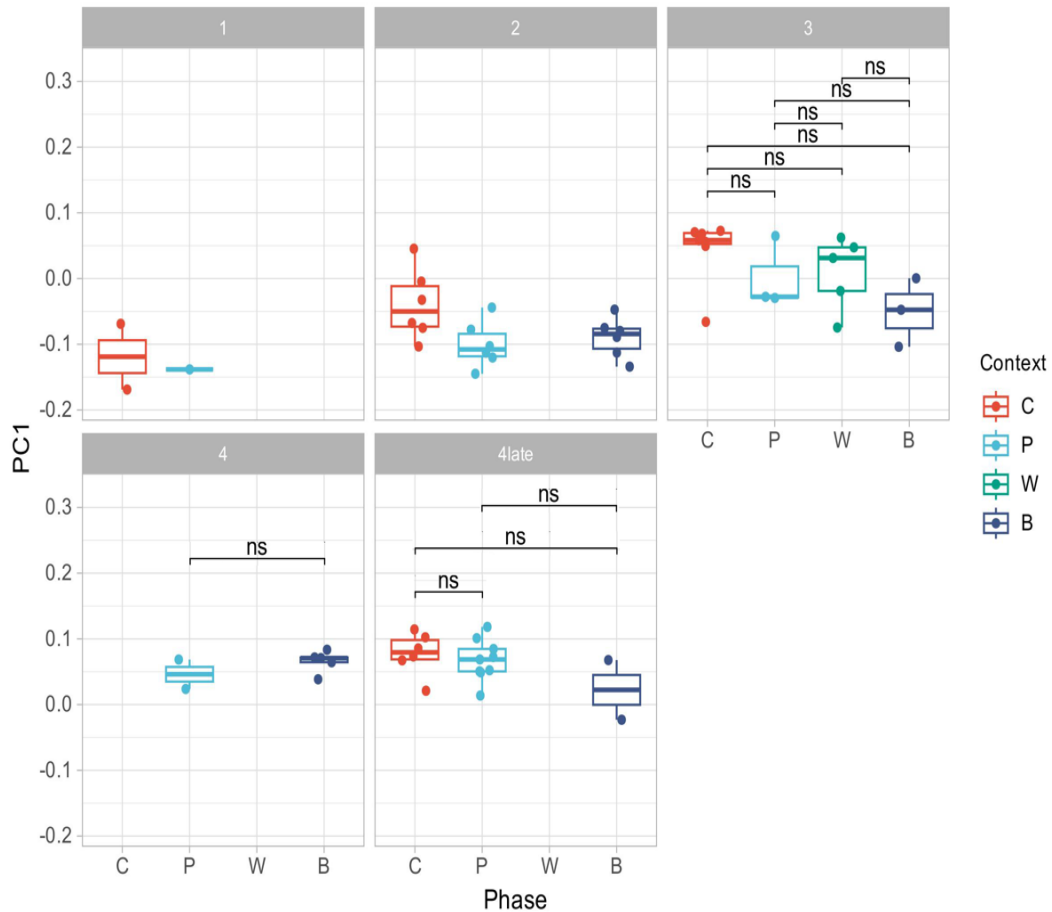 1 2 3
0.3
ns
ns
0.2
ns
ns
ns
0.1
ns
0.0
-0.1
-0.2
C P W B
PC1
Context
C
P
W
B
4 4late
0.3
ns
ns
ns
0.2
ns
0.1
0.0
-0.1
-0.2
C P W B C P W B
Phase